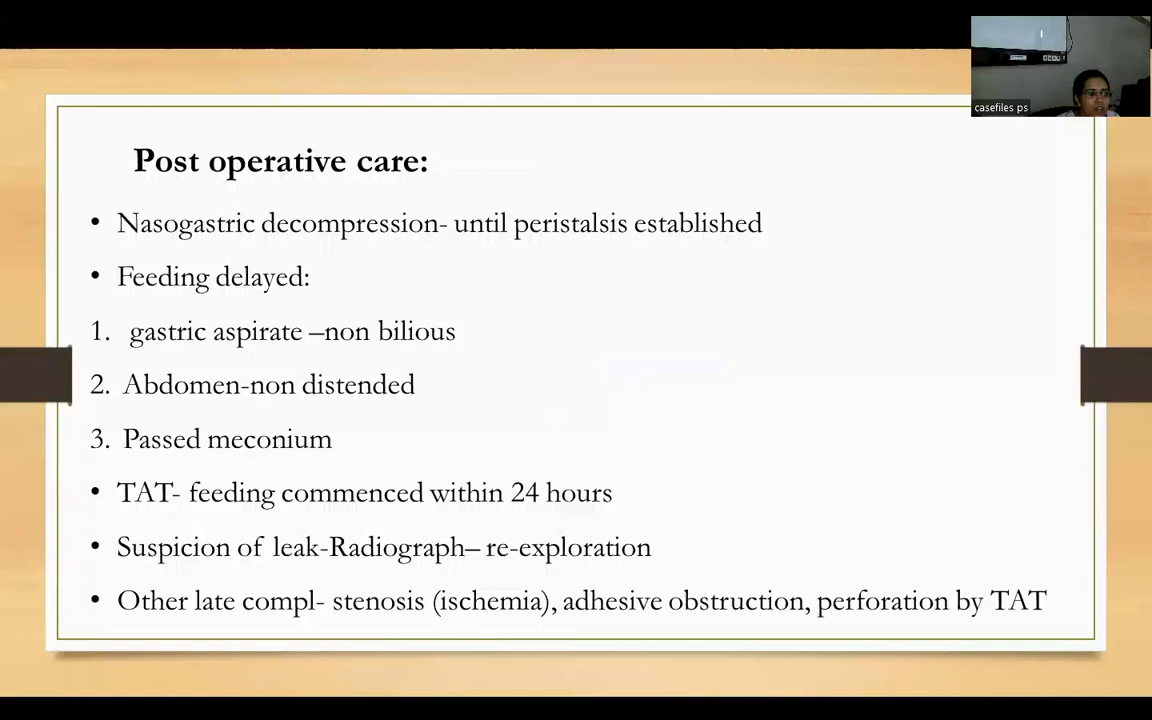 casefiles ps
Post operative care:
• Nasogastric decompression- until peristalsis established
• Feeding delayed:
1. gastric aspirate –non bilious
2. Abdomen-non distended
3. Passed meconium
• TAT- feeding commenced within 24 hours
• Suspicion of leak-Radiograph– re-exploration
• Other late compl- stenosis (ischemia), adhesive obstruction, perforation by TAT